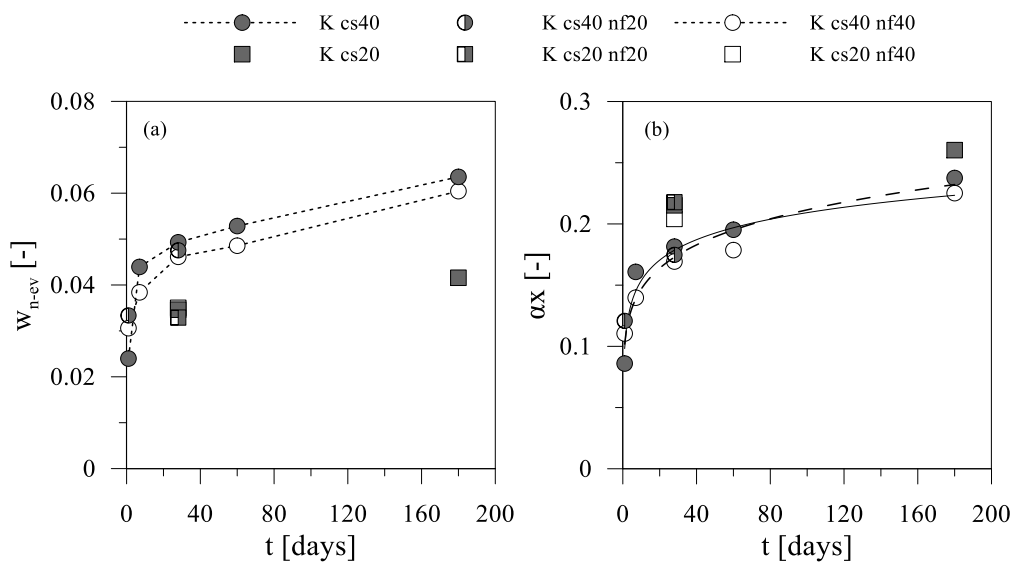 K cs40 K cs40 nf20 K cs40 nf40
K cs20 K cs20 nf20 K cs20 nf40
(a)
0.08
0.06
0.04
0.02
0
w_n-ev [-]
0 40 80 120 160 200
t [days]
(b)
0.3
0.2
0.1
0
αx [-]
0 40 80 120 160 200
t [days]